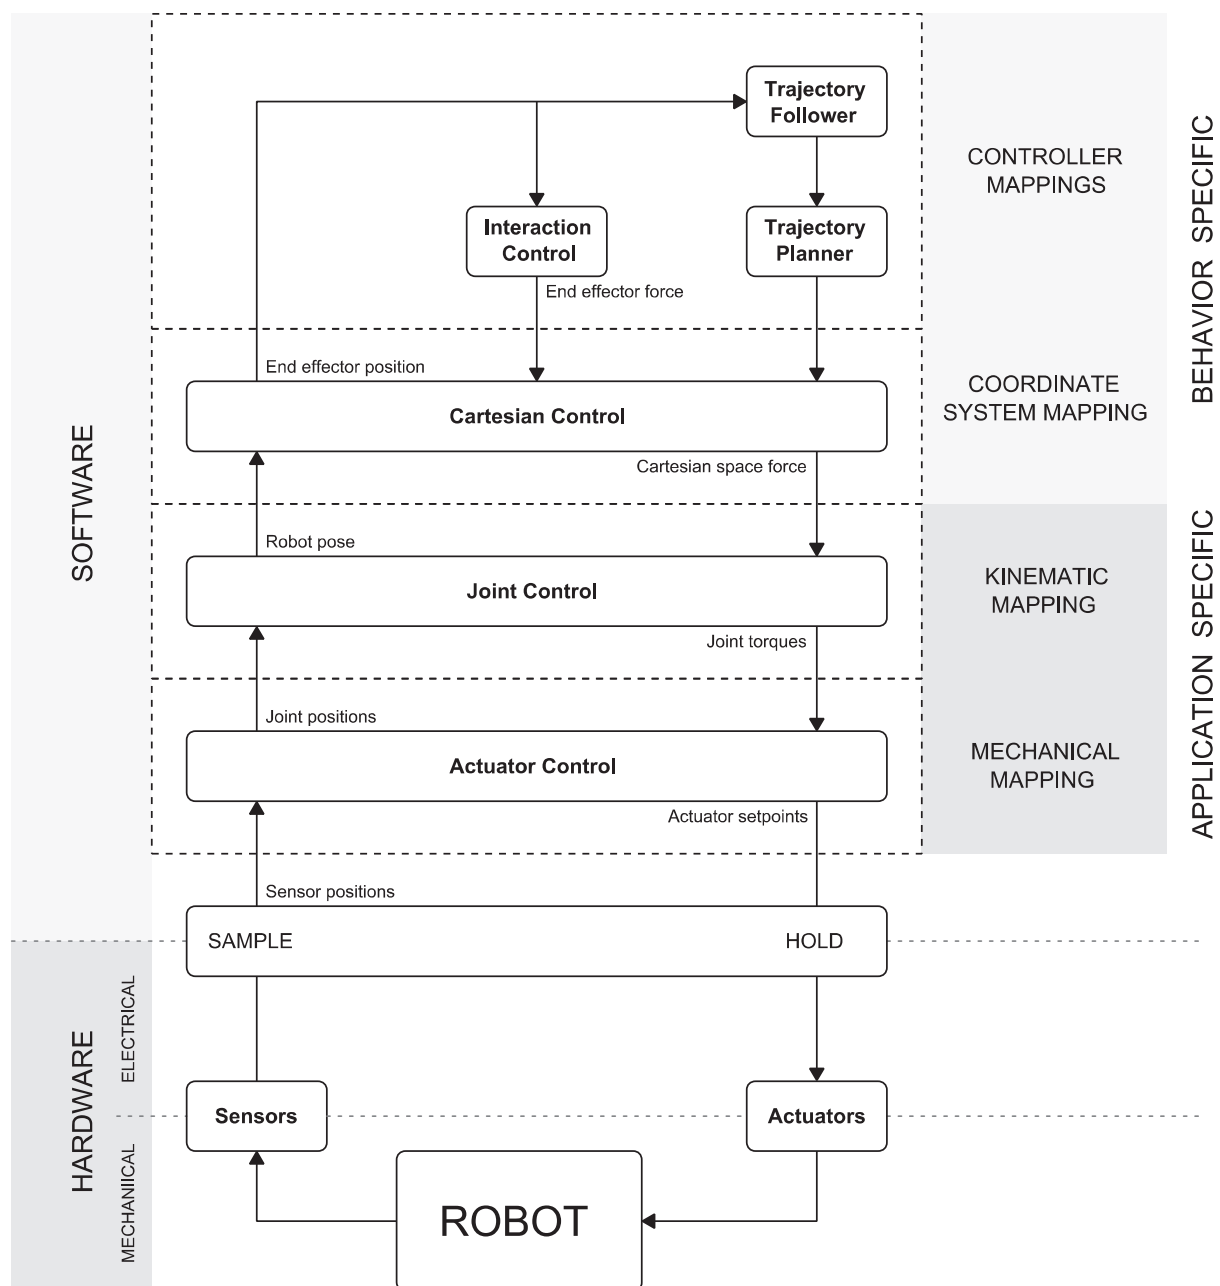 Trajectory
Follower
CONTROLLER
MAPPINGS
BEHAVIOR SPECIFIC
Interaction
Control
Trajectory
Planner
End effector force
End effector position
COORDINATE
SYSTEM MAPPING
Cartesian Control
SOFTWARE
Cartesian space force
Robot pose
KINEMATIC
MAPPING
Joint Control
APPLICATION SPECIFIC
Joint torques
Joint positions
MECHANICAL
MAPPING
Actuator Control
Actuator setpoints
Sensor positions
SAMPLE
HOLD
ELECTRICAL
HARDWARE
Sensors
Actuators
MECHANIICAL
ROBOT